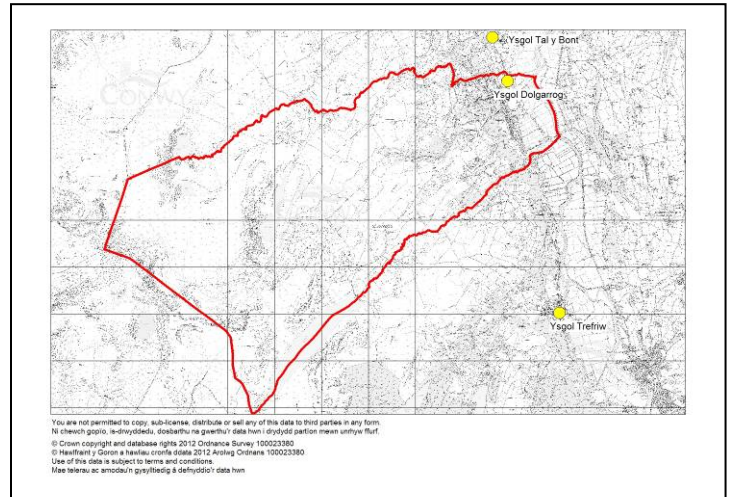 Ysgol Tal y Bont
Ysgol Dolgarrog
Ysgol Trefriw
You are not permitted to copy, sub-license, distribute or sell any of this data to third parties in any form.
Ni chewch gopïo, is-drwyddedu, dosbarthu na gwerthu'r data hwn i drydydd partïon mewn unrhyw ffurf.
© Crown copyright and database rights 2012 Ordnance Survey 100023380
© Hawlfraint y Goron a hawliau cronfa ddata 2012 Arolwg Ordnans 100023380
Use of this data is subject to terms and conditions.
Mae telerau ac amodau'n gysylltiedig â defnyddio'r data hwn